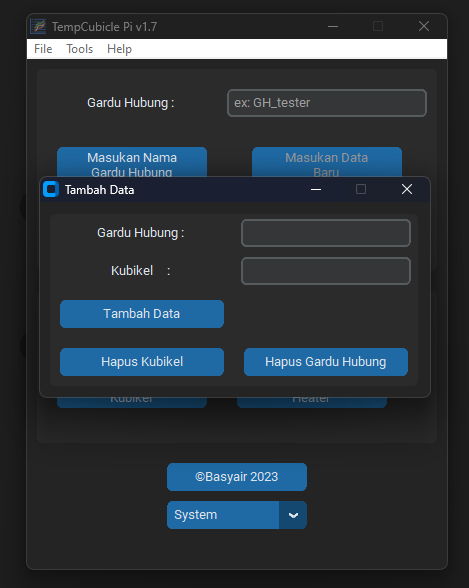 TempCubicle Pi v1.7
File Tools Help
Gardu Hubung :
ex: GH_tester
Masukan Nama
Gardu Hubung
Masukan Data
Baru
Tambah Data
Gardu Hubung :
Kubikel :
Tambah Data
Hapus Kubikel
Hapus Gardu Hubung
Kubikel
Heater
©Basyair 2023
System